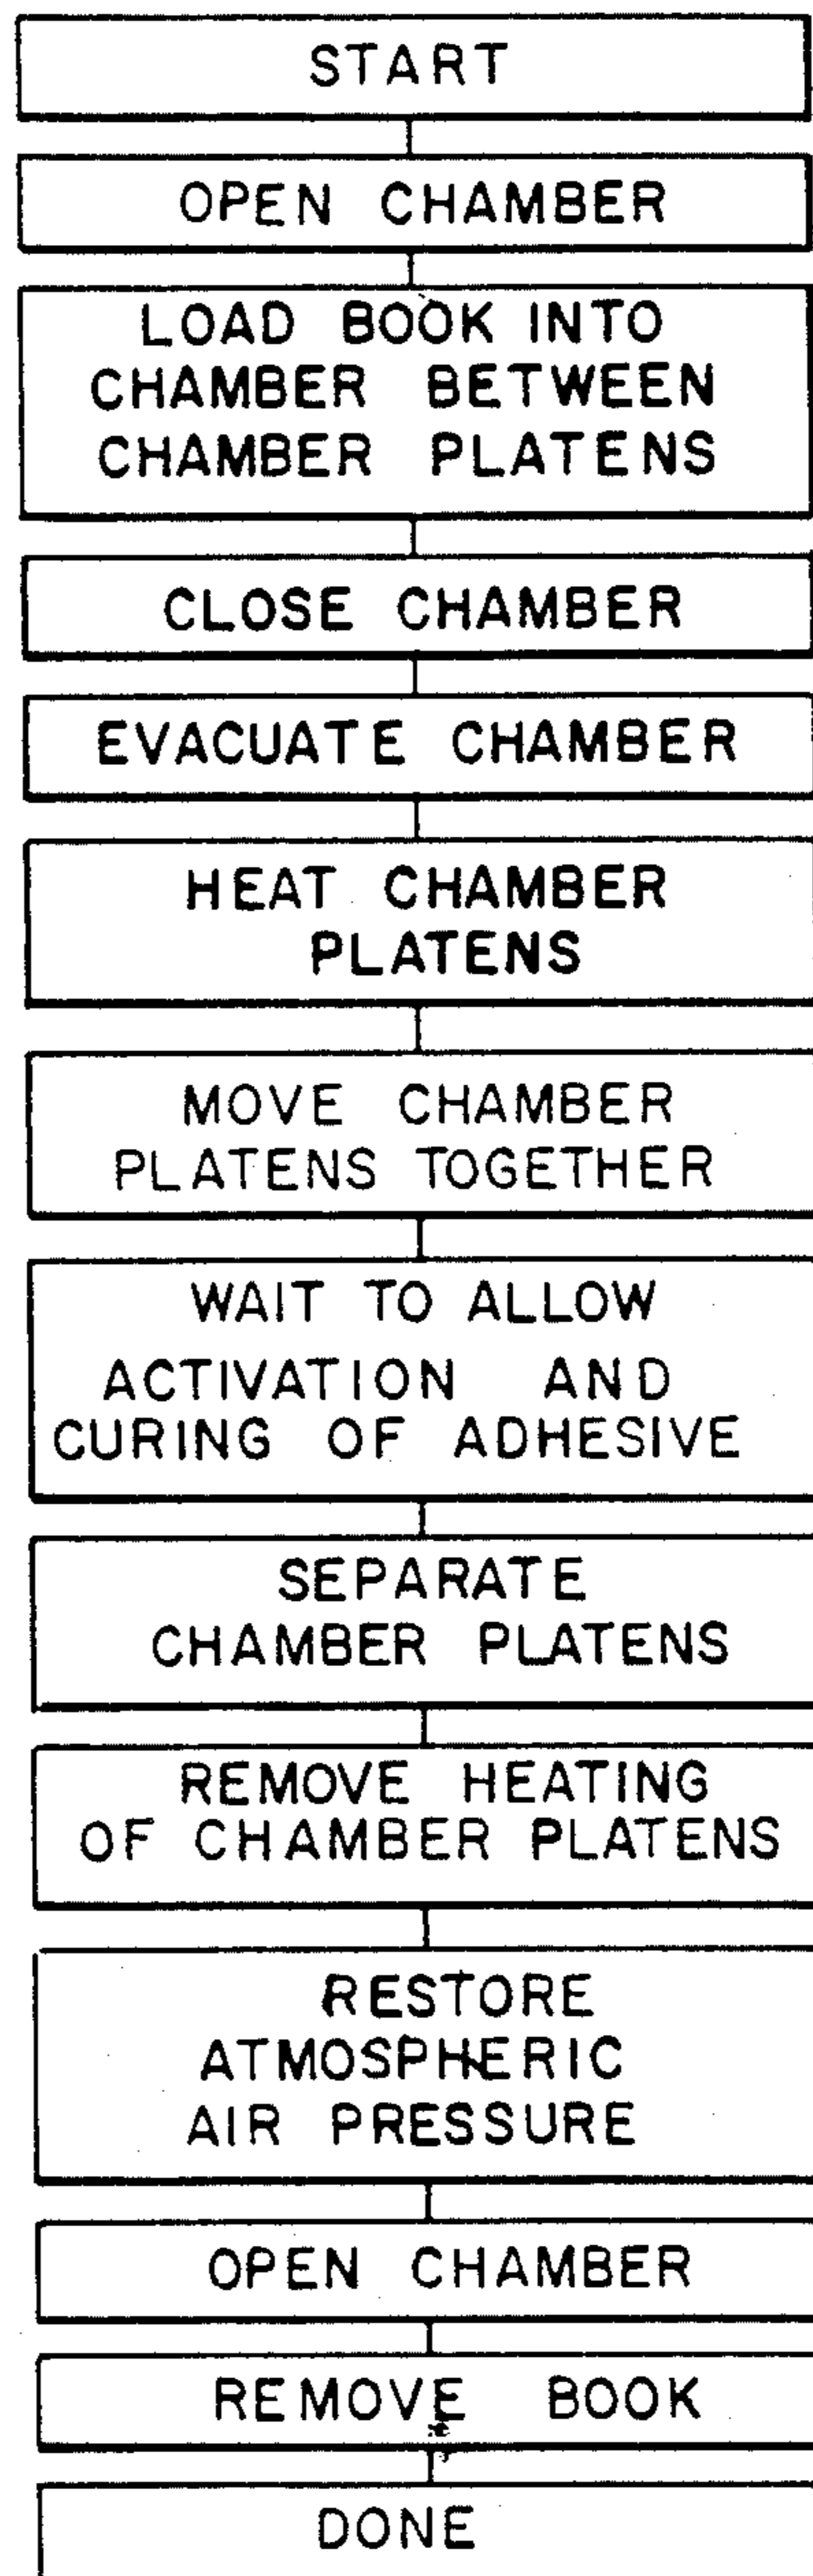 START
OPEN CHAMBER
LOAD BOOK INTO
CHAMBER BETWEEN
CHAMBER PLATENS
CLOSE CHAMBER
EVACUATE CHAMBER
HEAT CHAMBER
PLATENS
MOVE CHAMBER
PLATENS TOGETHER
WAIT TO ALLOW
ACTIVATION AND
CURING OF ADHESIVE
SEPARATE
CHAMBER PLATENS
REMOVE HEATING
OF CHAMBER PLATENS
RESTORE
ATMOSPHERIC
AIR PRESSURE
OPEN CHAMBER
REMOVE BOOK
DONE